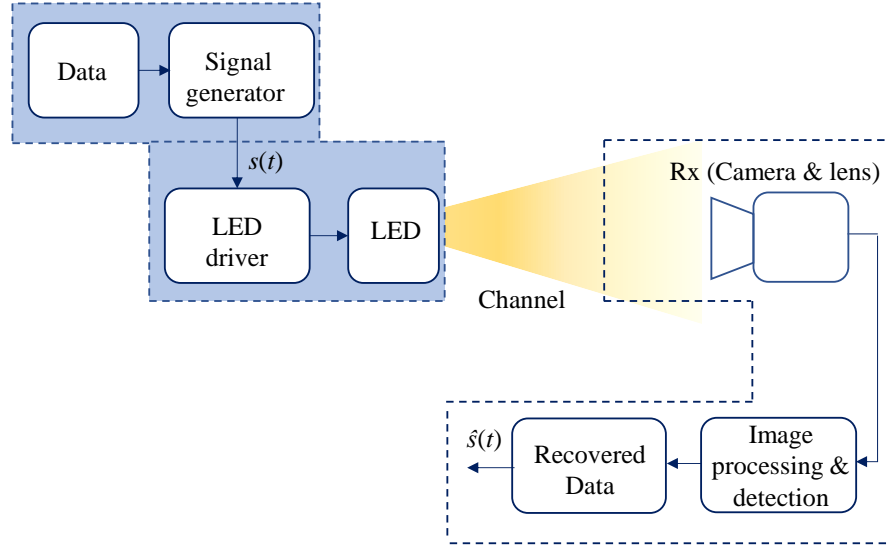 Data
Signal
generator
s(t)
LED
driver
LED
Channel
Rx (Camera & lens)
ŝ(t)
Recovered
Data
Image
processing &
detection